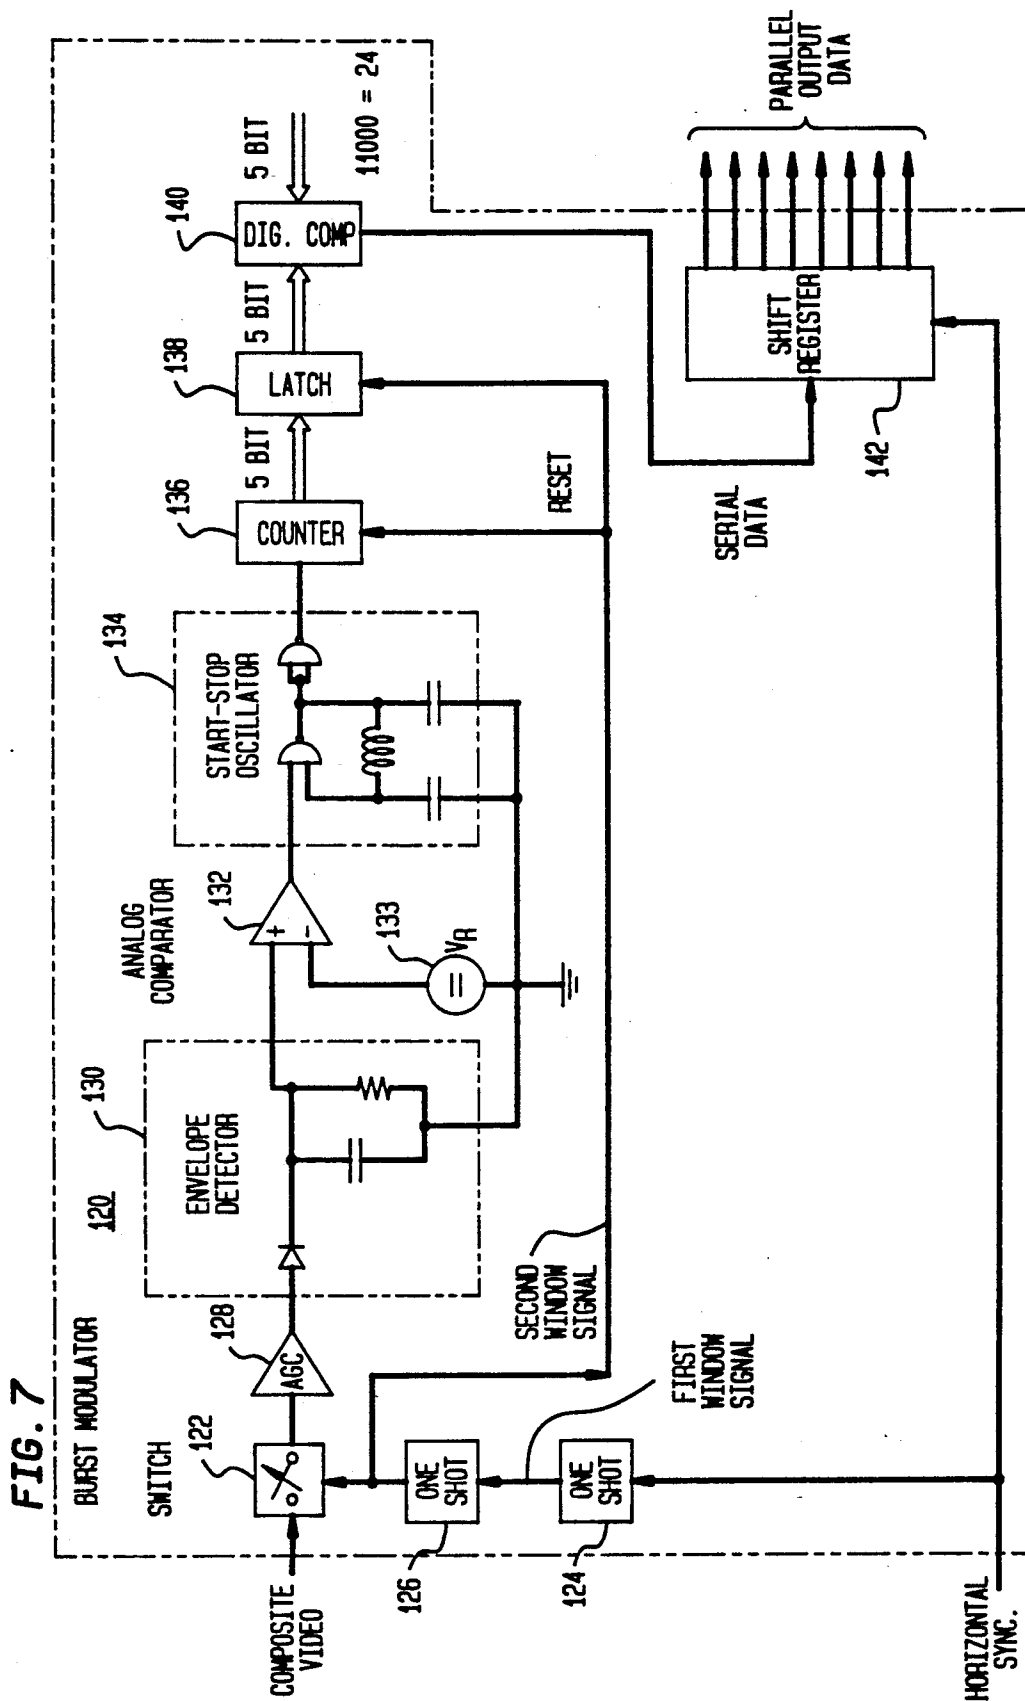 FIG. 7
BURST MODULATOR
120
COMPOSITE
VIDEO
SWITCH
122
AGC
128
ENVELOPE
DETECTOR
130
ANALOG
COMPARATOR
132
+
-
133
=
VR
START-STOP
OSCILLATOR
134
COUNTER
136
5 BIT
LATCH
138
5 BIT
DIG. COMP
140
5 BIT
11000 = 24
ONE
SHOT
126
ONE
SHOT
124
FIRST
WINDOW
SIGNAL
SECOND
WINDOW
SIGNAL
RESET
SERIAL
DATA
SHIFT
REGISTER
142
PARALLEL
OUTPUT
DATA
HORIZONTAL
SYNC.